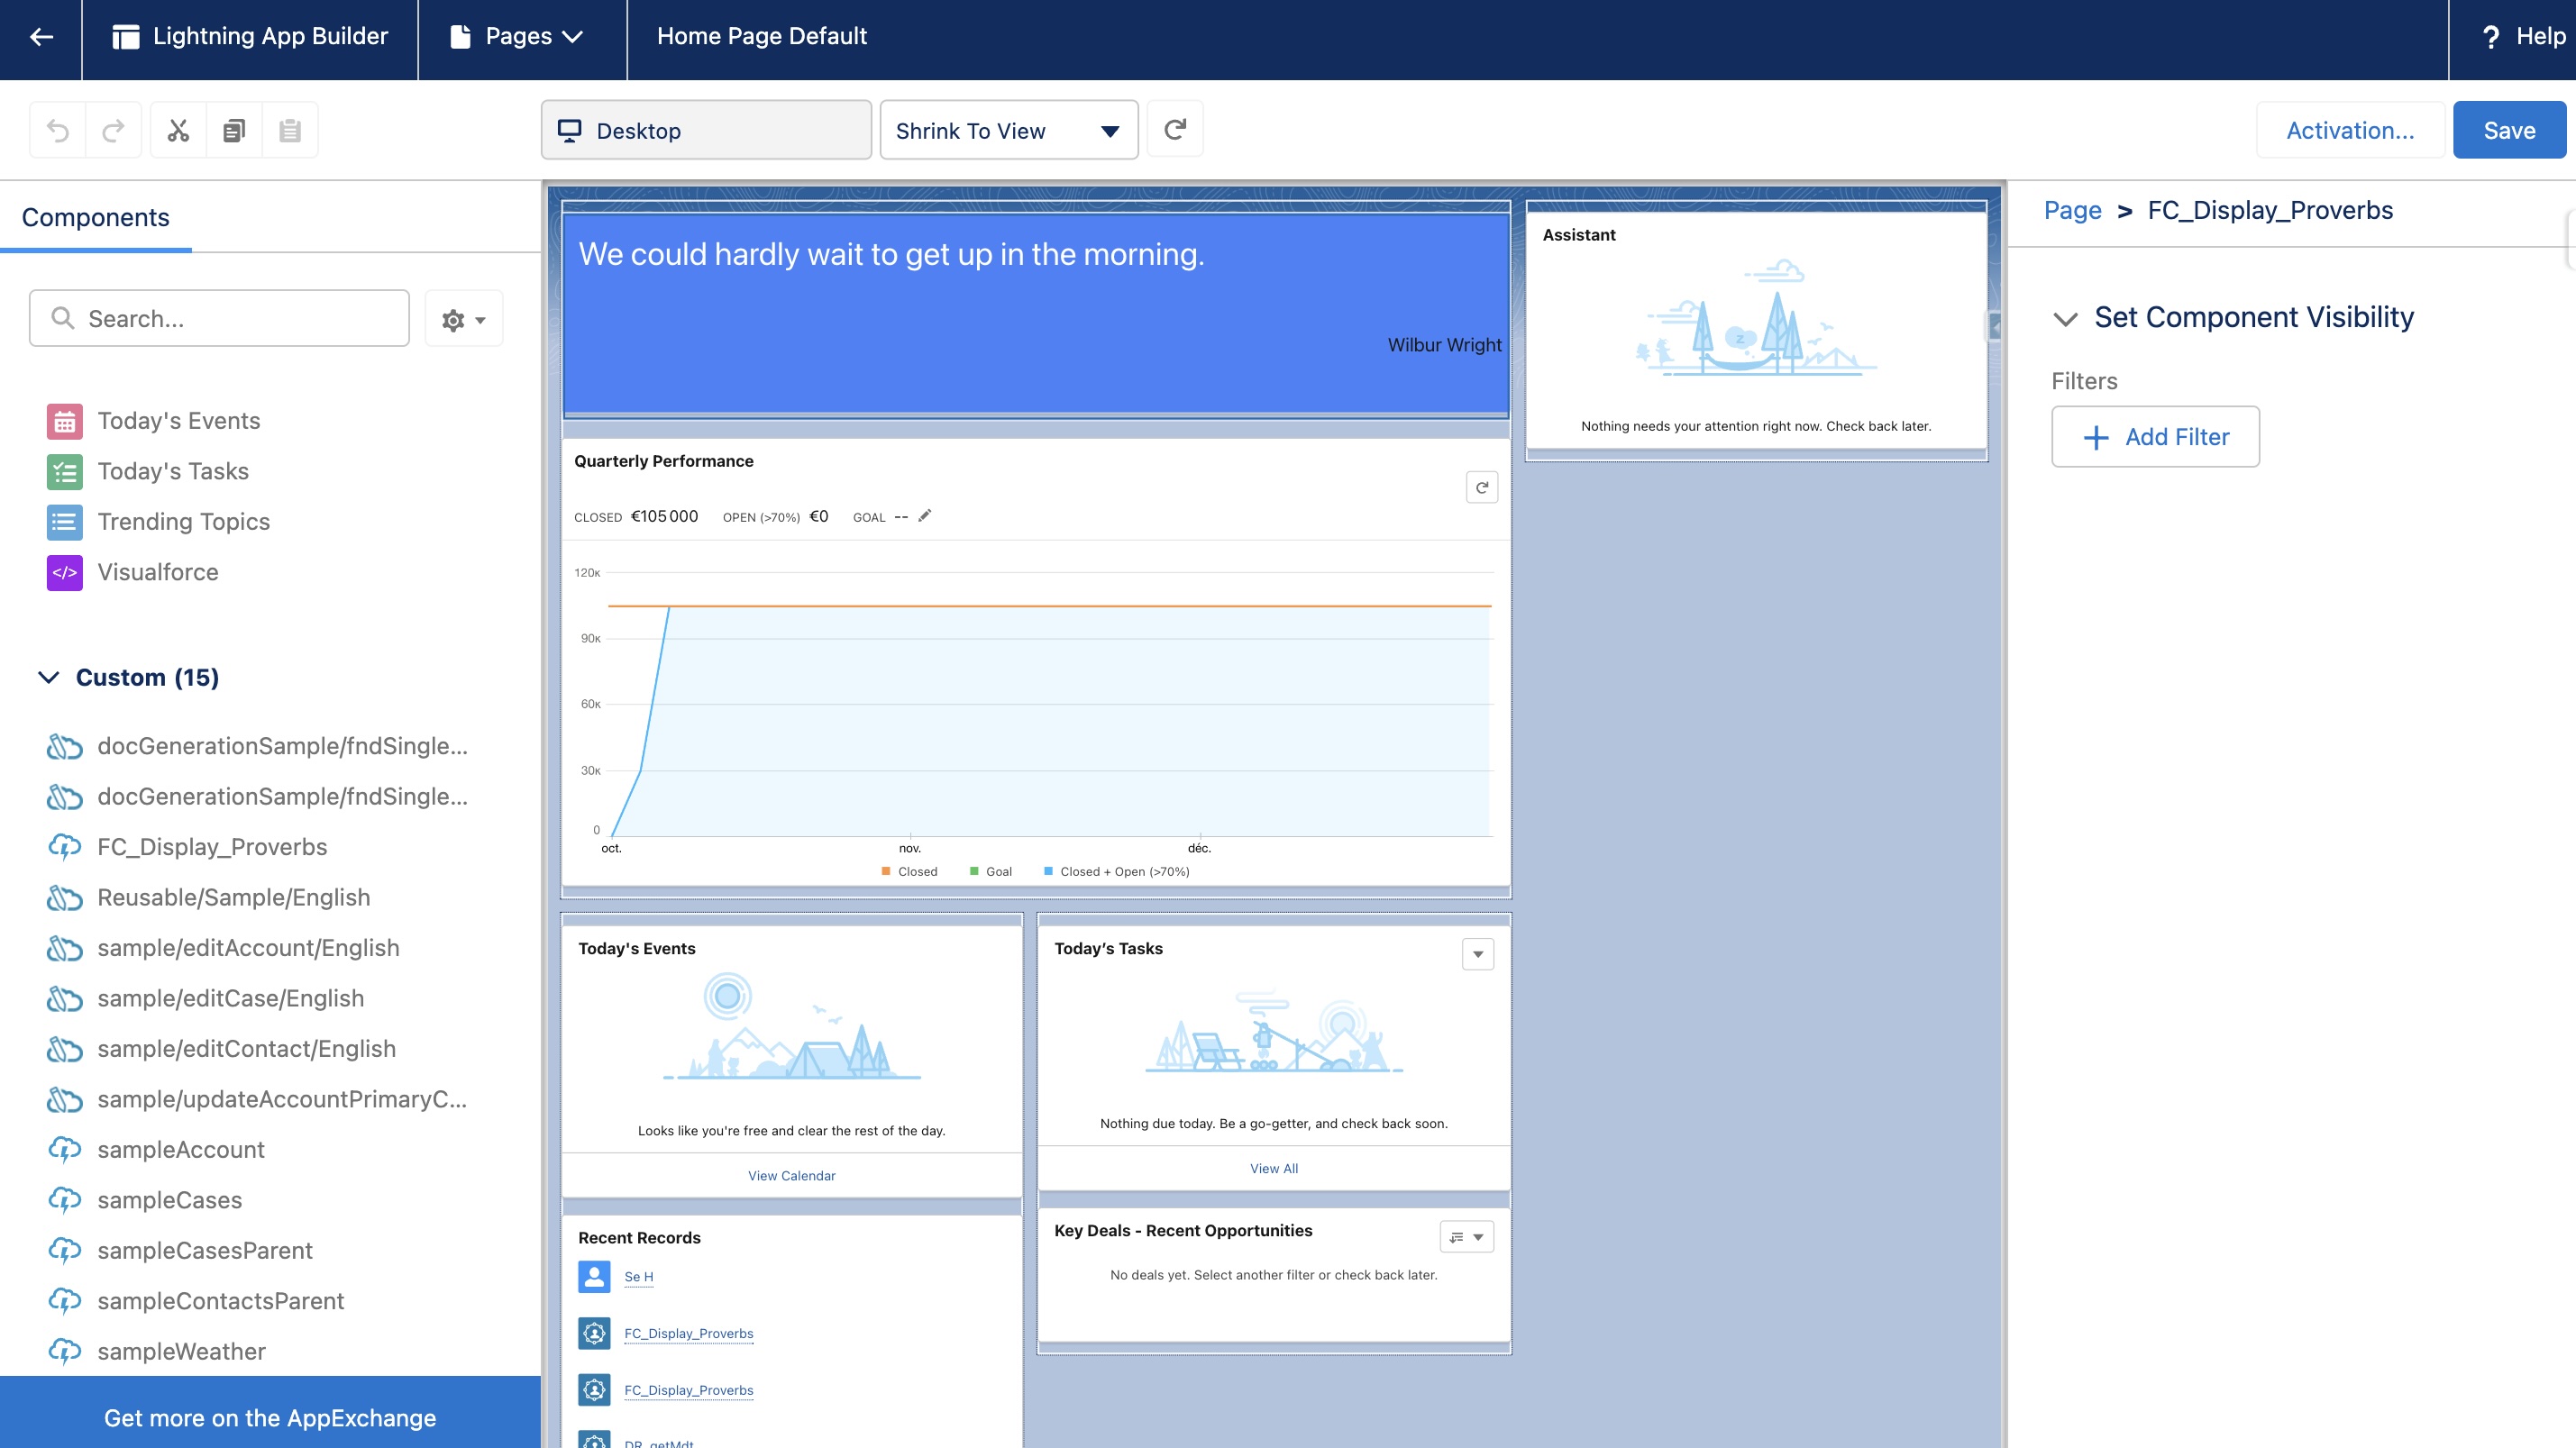 Lightning App Builder
Pages
Home Page Default
? Help
Desktop
Shrink To View
Activation...
Save
Components
Search...
Today's Events
Today's Tasks
Trending Topics
</> Visualforce
Custom (15)
docGenerationSample/fndSingle...
docGenerationSample/fndSingle...
FC_Display_Proverbs
Reusable/Sample/English
sample/editAccount/English
sample/editCase/English
sample/editContact/English
sample/updateAccountPrimaryC...
sampleAccount
sampleCases
sampleCasesParent
sampleContactsParent
sampleWeather
Get more on the AppExchange
We could hardly wait to get up in the morning.
Wilbur Wright
Quarterly Performance
CLOSED €105 000 OPEN (>70%) €0 GOAL --
120K
90K
60K
30K
0
oct. nov. déc.
Closed Goal Closed + Open (>70%)
Today's Events
Looks like you're free and clear the rest of the day.
View Calendar
Recent Records
Se H
FC_Display_Proverbs
FC_Display_Proverbs
DR_getMdt
Today’s Tasks
Nothing due today. Be a go-getter, and check back soon.
View All
Key Deals - Recent Opportunities
No deals yet. Select another filter or check back later.
Assistant
z
Nothing needs your attention right now. Check back later.
Page > FC_Display_Proverbs
Set Component Visibility
Filters
+ Add Filter